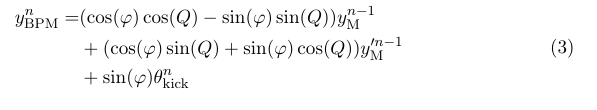 y^n_BPM =(cos(φ) cos(Q) − sin(φ) sin(Q))y^{n−1}_M
+ (cos(φ) sin(Q) + sin(φ) cos(Q))y′^{n−1}_M (3)
+ sin(φ)θ^n_kick